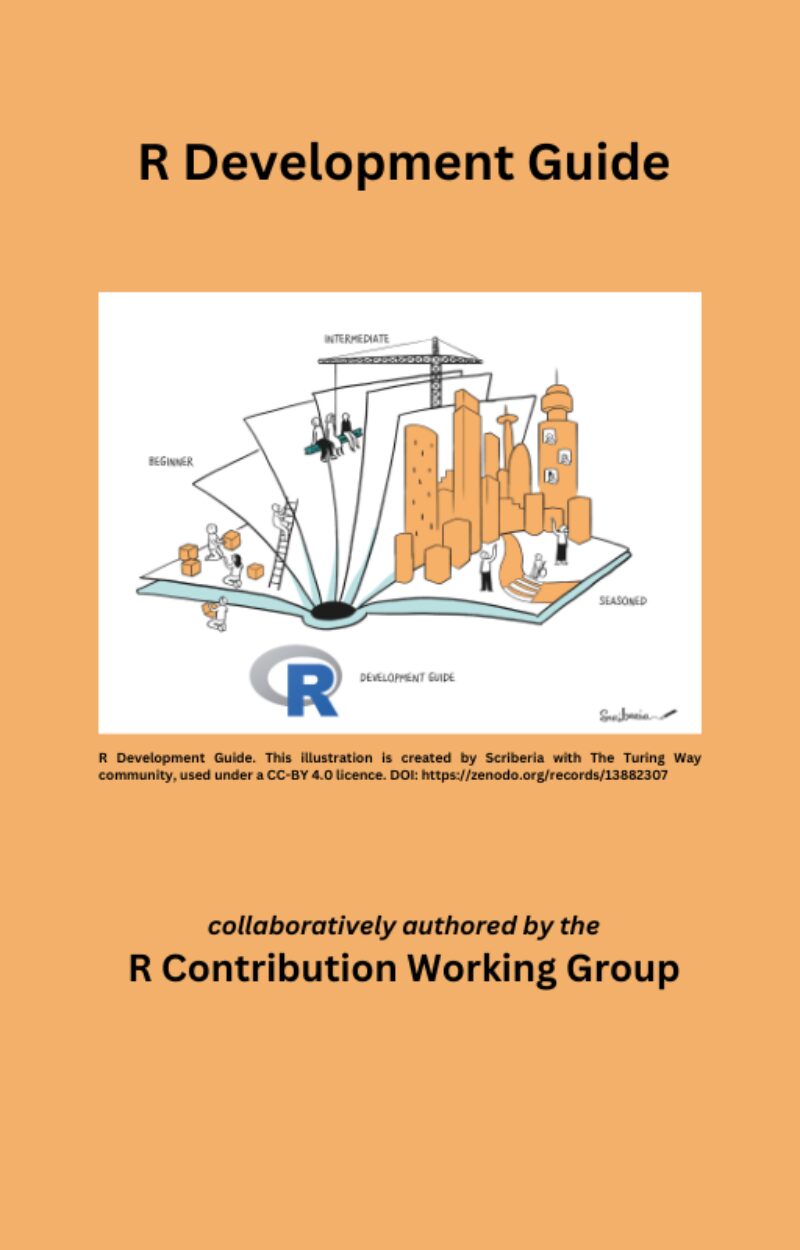 R Development Guide
INTERMEDIATE
BEGINNER
SEASONED
R
DEVELOPMENT GUIDE
Scriberia
R Development Guide. This illustration is created by Scriberia with The Turing Way
community, used under a CC-BY 4.0 licence. DOI: https://zenodo.org/records/13882307
collaboratively authored by the
R Contribution Working Group